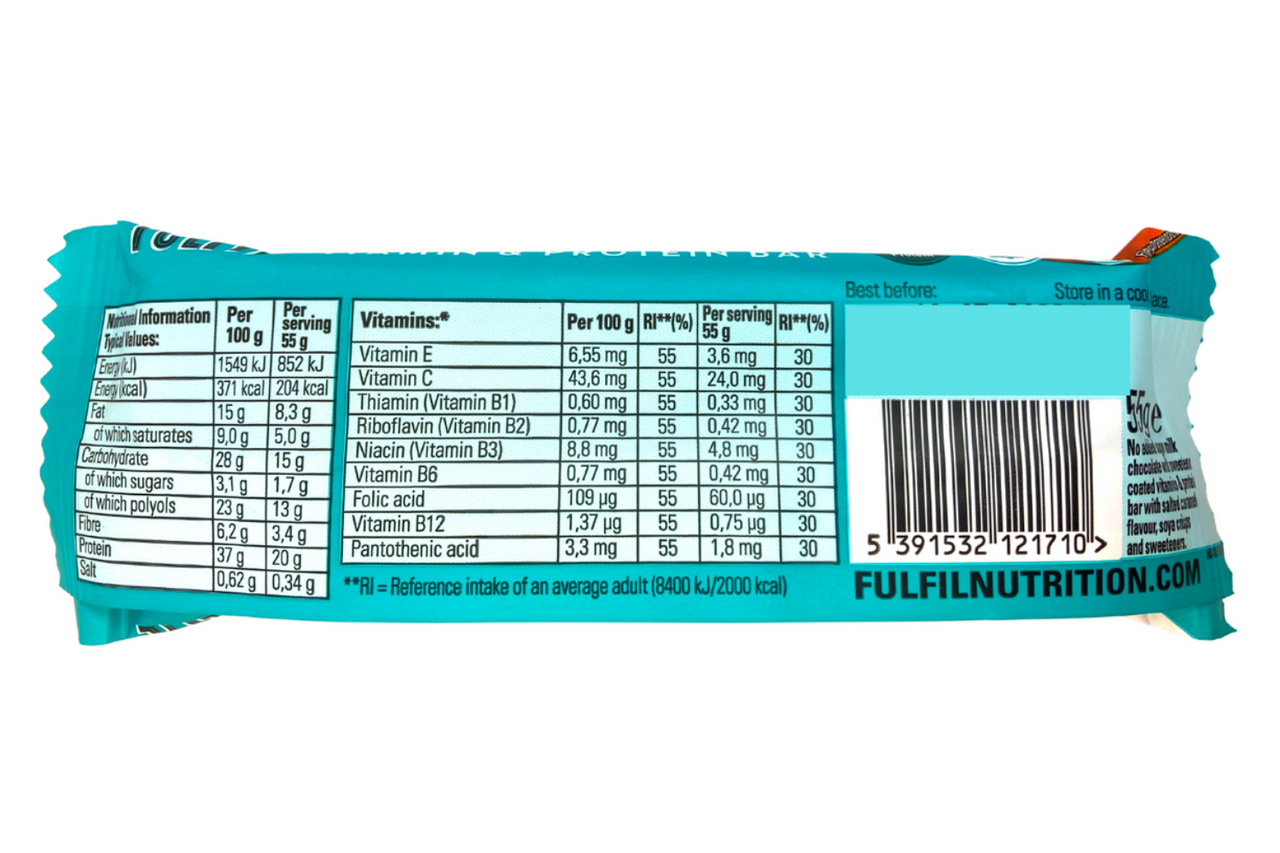 & PROTEIN BAR
Best before:
Store in a cool
Nutritional Information Per Per
Typical Values: 100 g serving
55 g
Energy (kJ) 1549 kJ 852 kJ
Energy (kcal) 371 kcal 204 kcal
Fat 15 g 8,3 g
of which saturates 9,0 g 5,0 g
Carbohydrate 28 g 15 g
of which sugars 3,1 g 1,7 g
of which polyols 23 g 13 g
Fibre 6,2 g 3,4 g
Protein 37 g 20 g
Salt 0,62 g 0,34 g
Vitamins:* Per 100 g RI**(%) Per serving RI**(%)
55 g
Vitamin E 6,55 mg 55 3,6 mg 30
Vitamin C 43,6 mg 55 24,0 mg 30
Thiamin (Vitamin B1) 0,60 mg 55 0,33 mg 30
Riboflavin (Vitamin B2) 0,77 mg 55 0,42 mg 30
Niacin (Vitamin B3) 8,8 mg 55 4,8 mg 30
Vitamin B6 0,77 mg 55 0,42 mg 30
Folic acid 109 µg 55 60,0 µg 30
Vitamin B12 1,37 µg 55 0,75 µg 30
Pantothenic acid 3,3 mg 55 1,8 mg 30
**RI = Reference intake of an average adult (8400 kJ/2000 kcal)
5 391532 121710 >
FULFILNUTRITION.COM
55g e
No added sugar milk
chocolate with sweeteners
coated vitamin & protein
bar with salted caramel
flavour, soya crisps
and sweeteners.